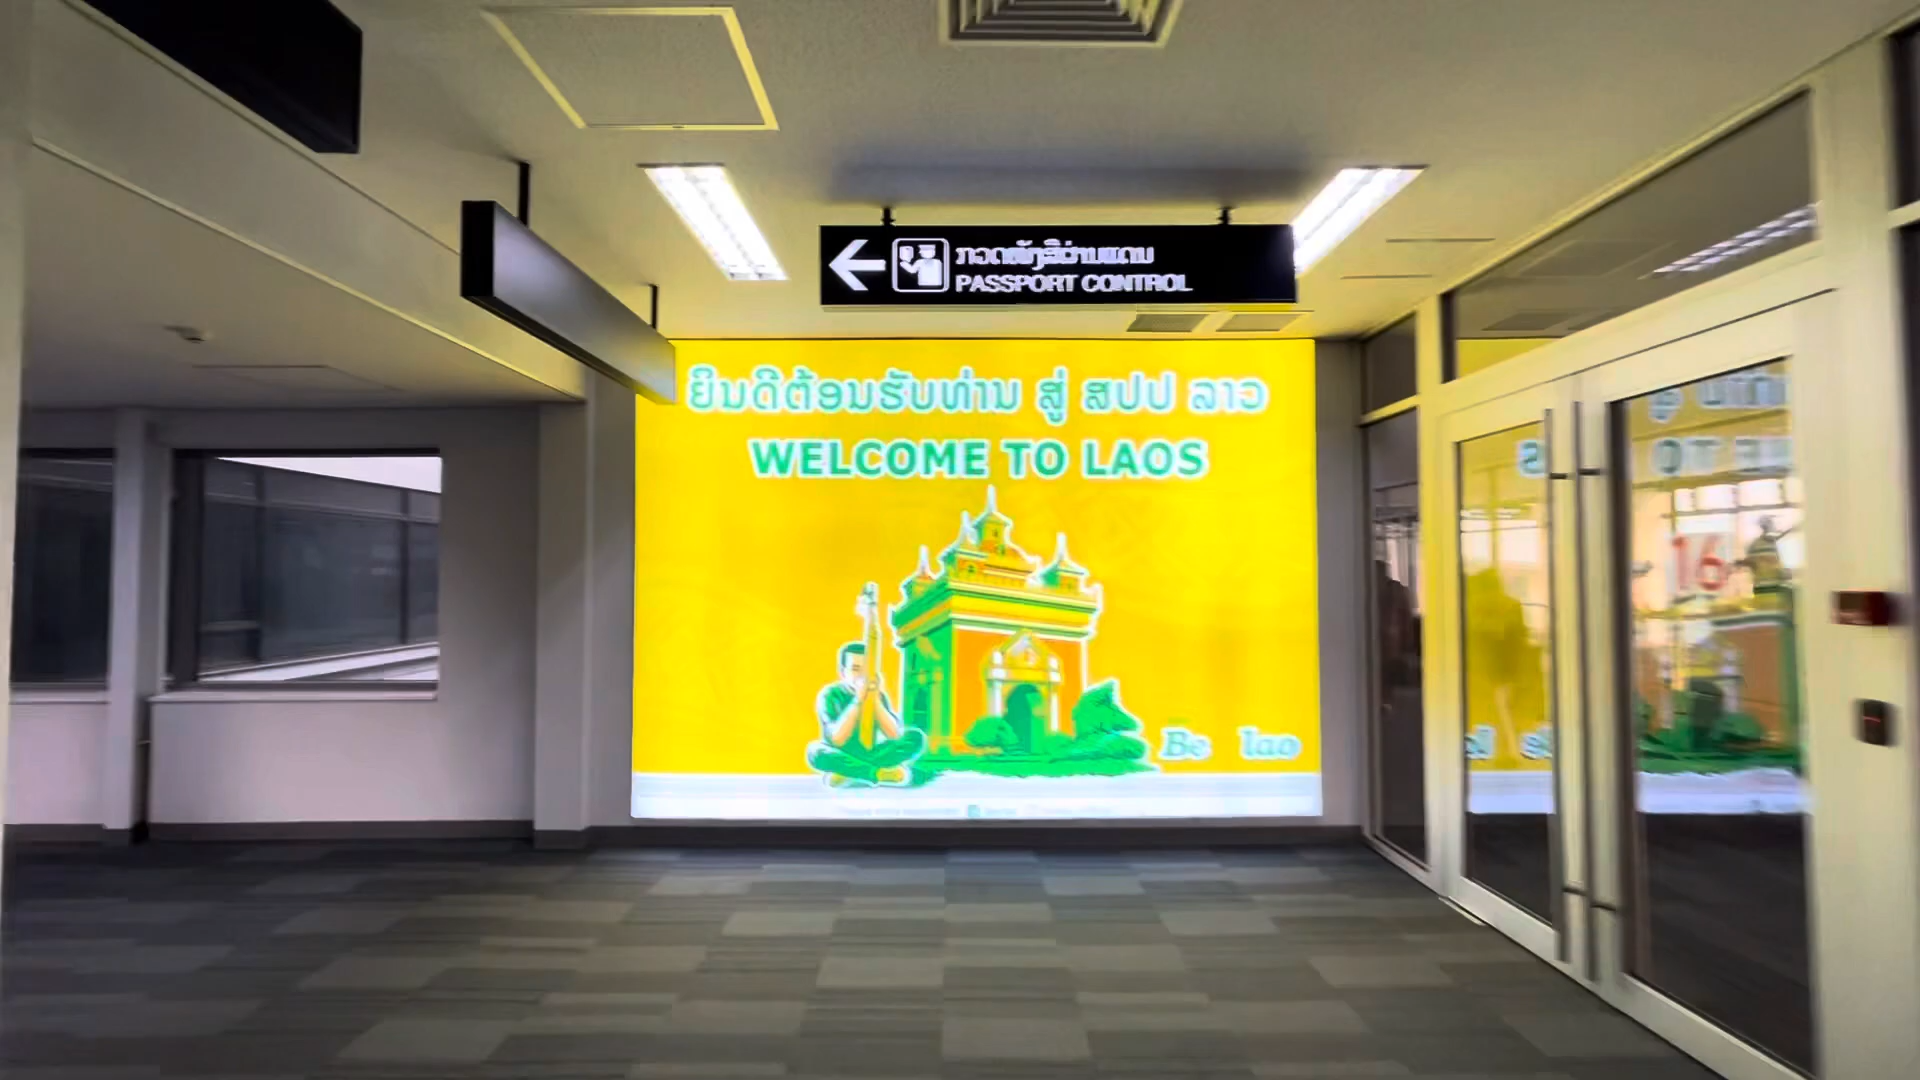 ກວດໜັງສືຜ່ານແດນ
PASSPORT CONTROL
ຍິນດີຕ້ອນຮັບທ່ານ ສູ່ ສປປ ລາວ
WELCOME TO LAOS
Be lao
16